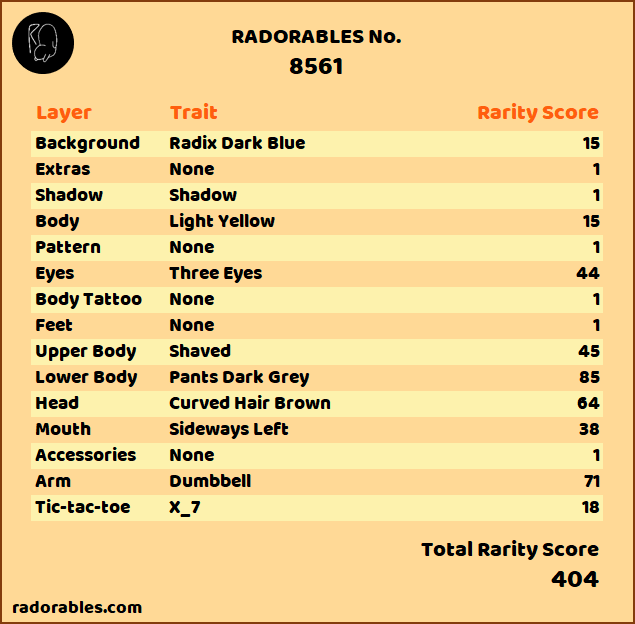 RADORABLES No.
8561
Layer Trait Rarity Score
Background Radix Dark Blue 15
Extras None 1
Shadow Shadow 1
Body Light Yellow 15
Pattern None 1
Eyes Three Eyes 44
Body Tattoo None 1
Feet None 1
Upper Body Shaved 45
Lower Body Pants Dark Grey 85
Head Curved Hair Brown 64
Mouth Sideways Left 38
Accessories None 1
Arm Dumbbell 71
Tic-tac-toe X_7 18
Total Rarity Score
404
radorables.com